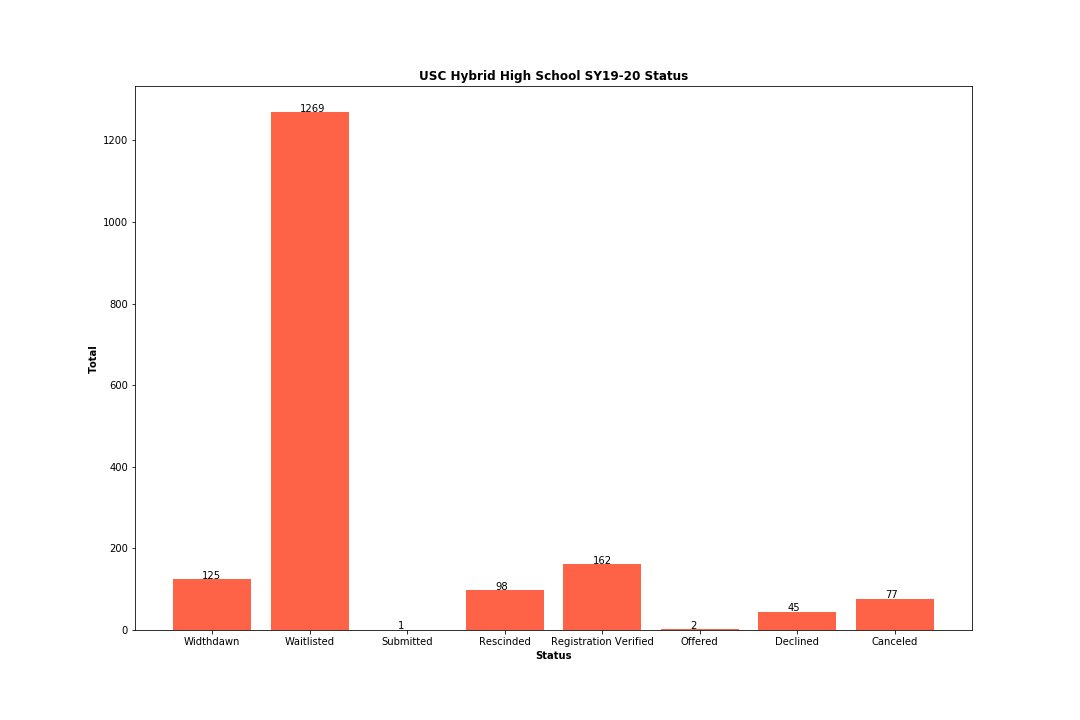 USC Hybrid High School SY19-20 Status
Total
1200
1000
800
600
400
200
0
125
1269
1
98
162
2
45
77
Widthdawn
Waitlisted
Submitted
Rescinded
Registration Verified
Offered
Declined
Canceled
Status